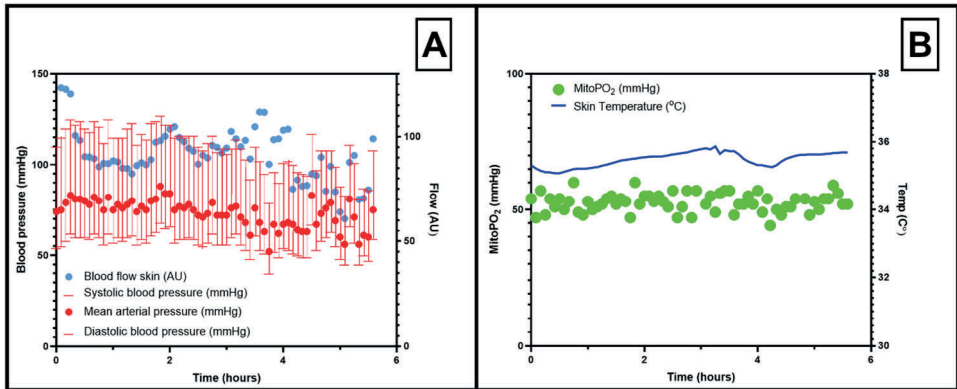 A
150
100
50
0
Blood pressure (mmHg)
100
50
0
Flow (AU)
Blood flow skin (AU)
Systolic blood pressure (mmHg)
Mean arterial pressure (mmHg)
Diastolic blood pressure (mmHg)
0 2 4 6
Time (hours)
B
100
50
0
MitoPO₂ (mmHg)
38
36
34
32
30
Temp (C°)
MitoPO₂ (mmHg)
Skin Temperature (°C)
0 2 4 6
Time (hours)